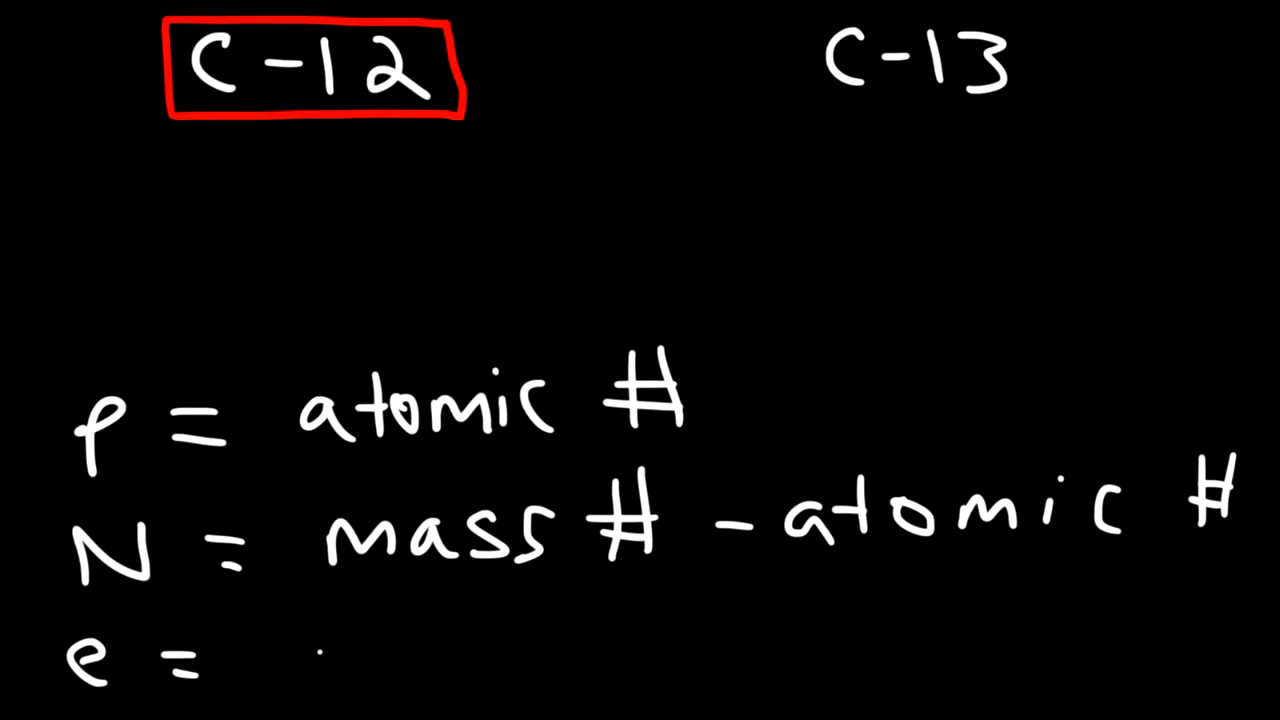 C-12
C-13
p = atomic #
N = mass # - atomic #
e =